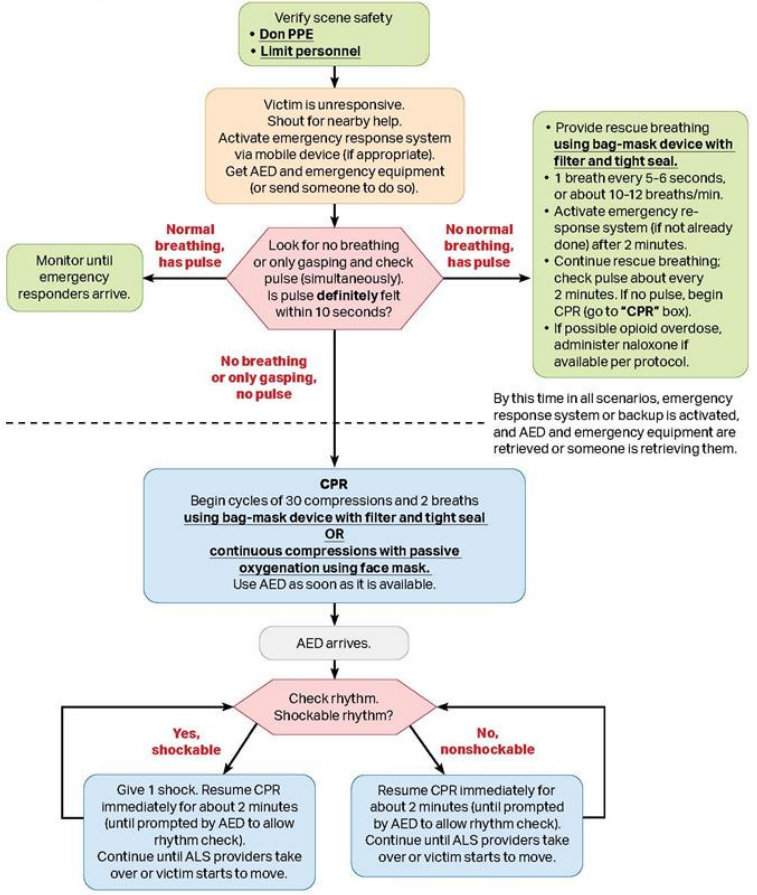 Verify scene safety
• Don PPE
• Limit personnel
Victim is unresponsive.
Shout for nearby help.
Activate emergency response system
via mobile device (if appropriate).
Get AED and emergency equipment
(or send someone to do so).
Normal
breathing,
has pulse
Monitor until
emergency
responders arrive.
Look for no breathing
or only gasping and check
pulse (simultaneously).
Is pulse definitely felt
within 10 seconds?
No normal
breathing,
has pulse
• Provide rescue breathing
using bag-mask device with
filter and tight seal.
• 1 breath every 5-6 seconds,
or about 10-12 breaths/min.
• Activate emergency re-
sponse system (if not already
done) after 2 minutes.
• Continue rescue breathing;
check pulse about every
2 minutes. If no pulse, begin
CPR (go to "CPR" box).
• If possible opioid overdose,
administer naloxone if
available per protocol.
No breathing
or only gasping,
no pulse
By this time in all scenarios, emergency
response system or backup is activated,
and AED and emergency equipment are
retrieved or someone is retrieving them.
CPR
Begin cycles of 30 compressions and 2 breaths
using bag-mask device with filter and tight seal
OR
continuous compressions with passive
oxygenation using face mask.
Use AED as soon as it is available.
AED arrives.
Check rhythm.
Shockable rhythm?
Yes,
shockable
No,
nonshockable
Give 1 shock. Resume CPR
immediately for about 2 minutes
(until prompted by AED to allow
rhythm check).
Continue until ALS providers take
over or victim starts to move.
Resume CPR immediately for
about 2 minutes (until prompted
by AED to allow rhythm check).
Continue until ALS providers take
over or victim starts to move.